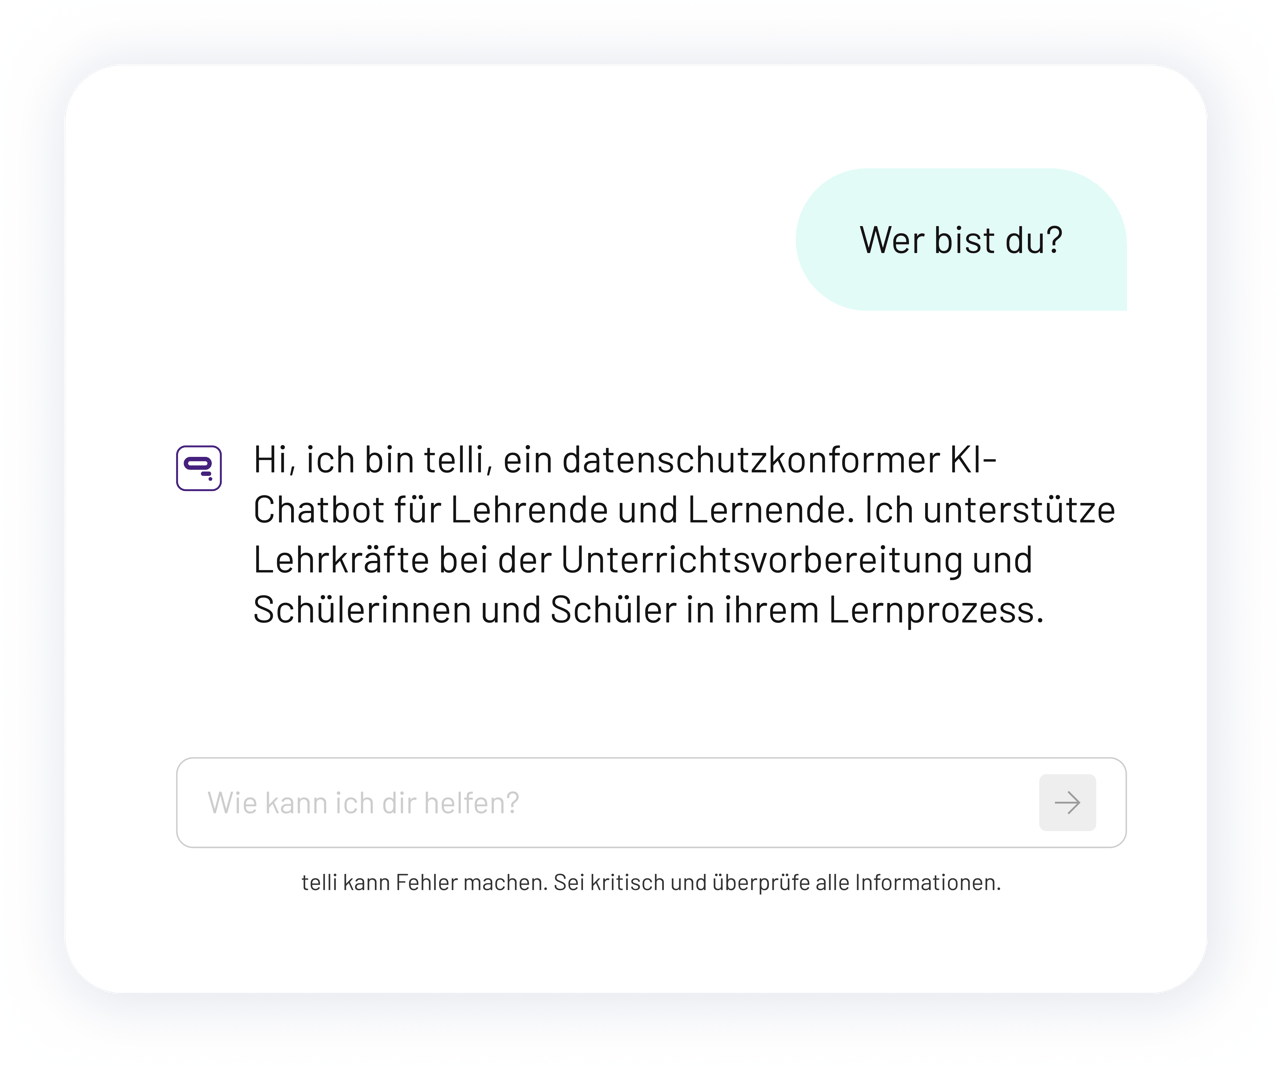 Wer bist du?
Hi, ich bin telli, ein datenschutzkonformer KI-
Chatbot für Lehrende und Lernende. Ich unterstütze
Lehrkräfte bei der Unterrichtsvorbereitung und
Schülerinnen und Schüler in ihrem Lernprozess.
Wie kann ich dir helfen?
telli kann Fehler machen. Sei kritisch und überprüfe alle Informationen.